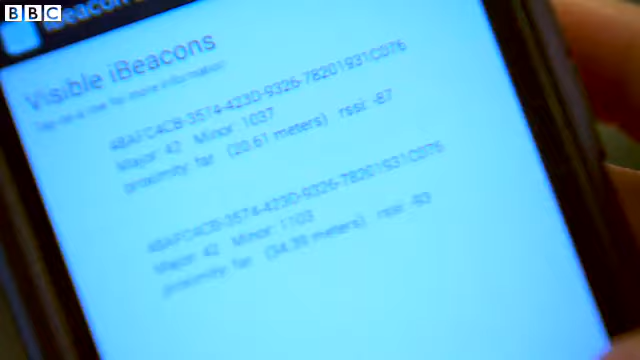 BBC
Visible iBeacons
Tap on a row for more information
4BAFC4CB-3574-423D-9326-78201931C076
Major: 42 Minor: 1037
proximity: far (20.61 meters) rssi: -87
4BAFC4CB-3574-423D-9326-78201931C076
Major: 42 Minor: 1103
proximity: far (34.39 meters) rssi: -93